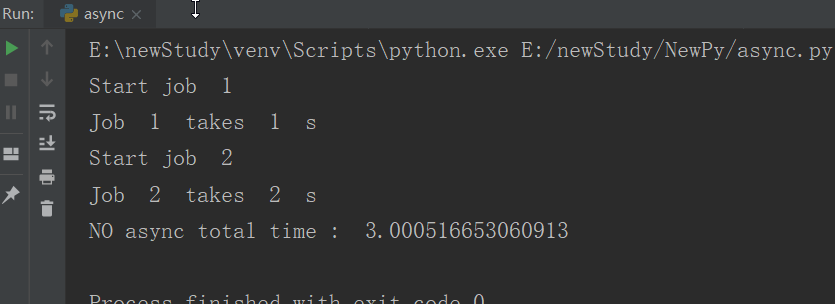 Run: async
E:\newStudy\venv\Scripts\python.exe E:/newStudy/NewPy/async.py
Start job  1
Job  1  takes  1  s
Start job  2
Job  2  takes  2  s
NO async total time :  3.000516653060913
Process finished with exit code 0